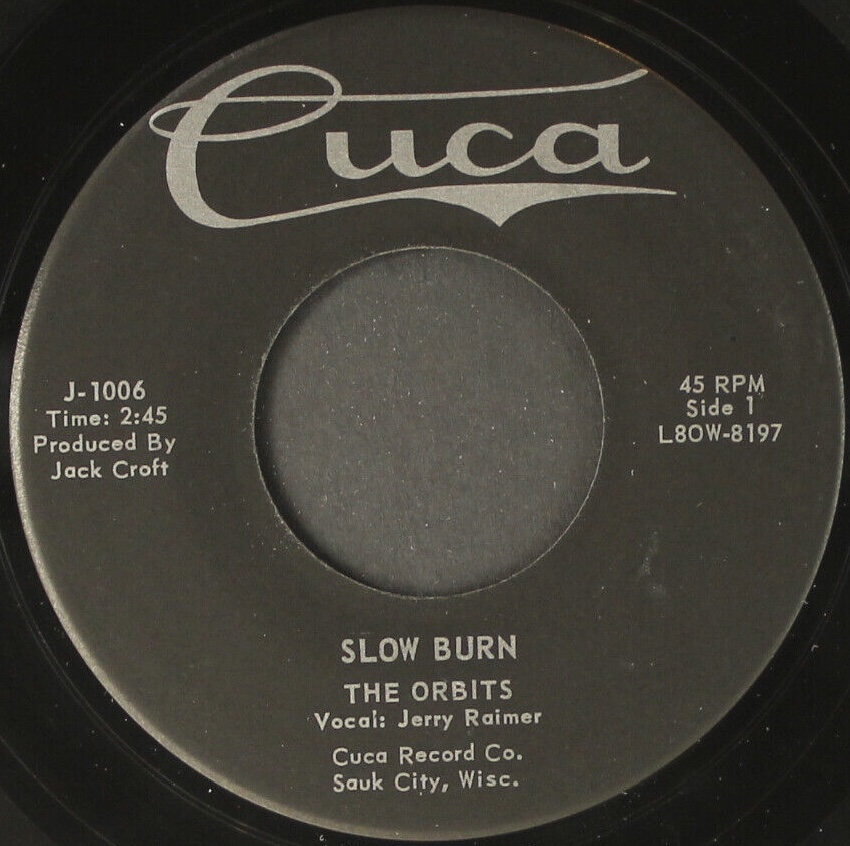 Cuca
J-1006
Time: 2:45
Produced By
Jack Croft
45 RPM
Side 1
L8OW-8197
SLOW BURN
THE ORBITS
Vocal: Jerry Raimer
Cuca Record Co.
Sauk City, Wisc.